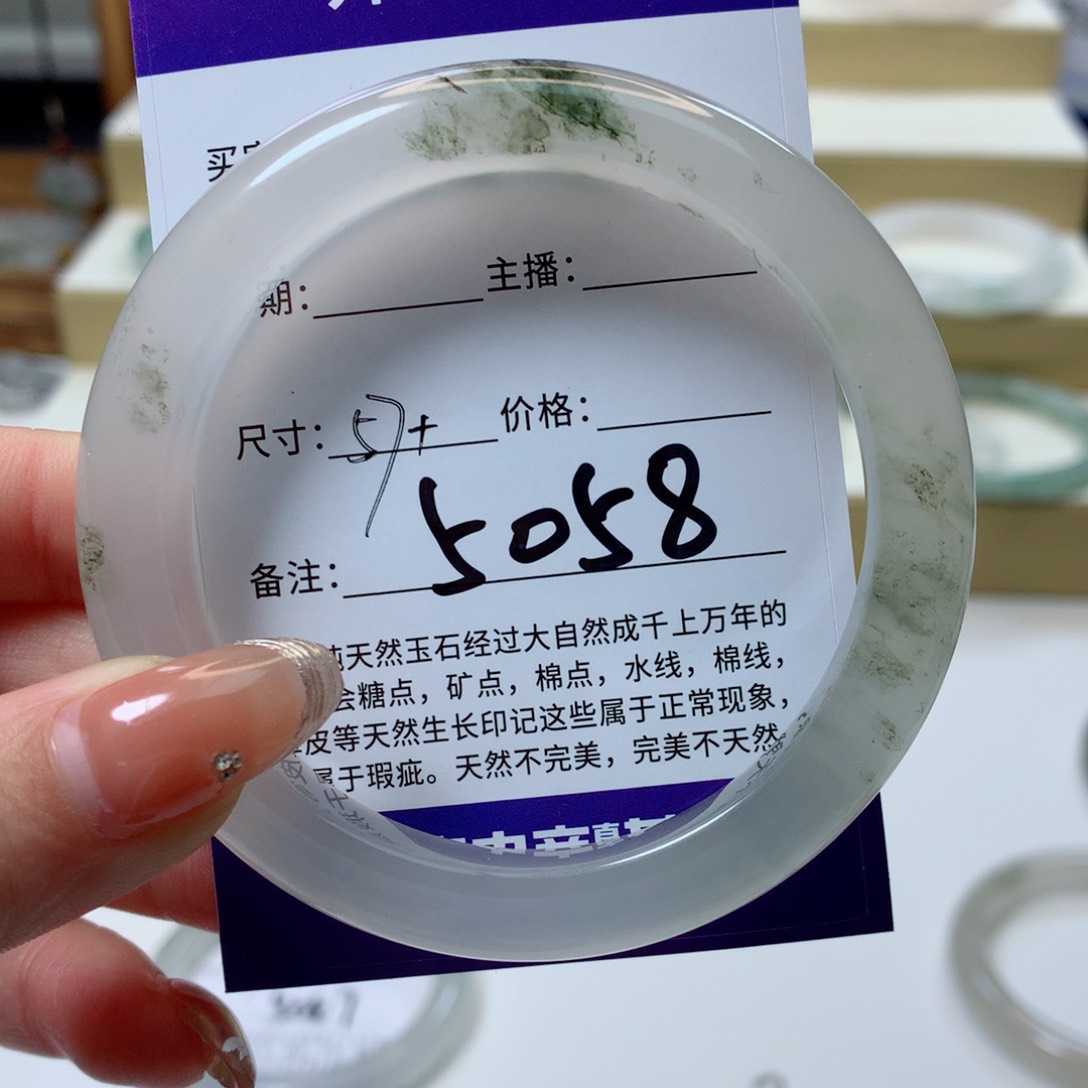 买
期：
主播：
尺寸：57+
价格：
备注：5058
天然玉石经过大自然成千上万年的
会糖点，矿点，棉点，水线，棉线，
皮等天然生长印记这些属于正常现象，
属于瑕疵。天然不完美，完美不天然。